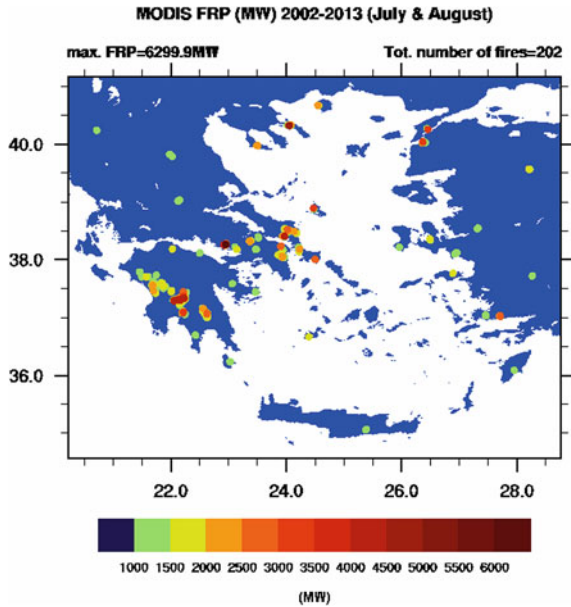 MODIS FRP (MW) 2002-2013 (July & August)
max. FRP=6299.9MW Tot. number of fires=202
40.0
38.0
36.0
22.0 24.0 26.0 28.0
1000 1500 2000 2500 3000 3500 4000 4500 5000 5500 6000
(MW)